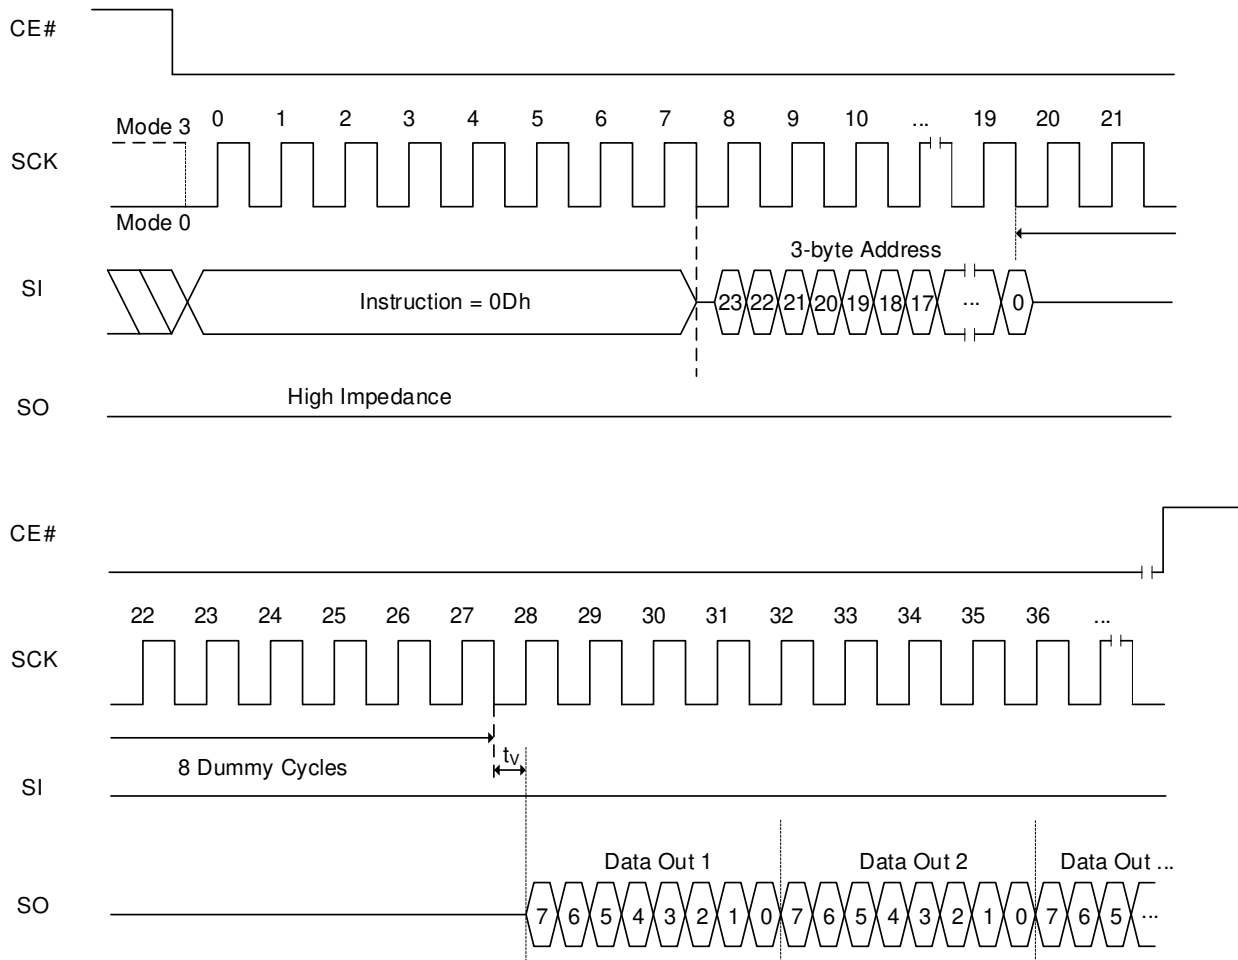 CE#
Mode 3 0 1 2 3 4 5 6 7 8 9 10 ... 19 20 21
SCK
Mode 0
3-byte Address
SI Instruction = 0Dh 23 22 21 20 19 18 17 ... 0
High Impedance
SO
CE#
22 23 24 25 26 27 28 29 30 31 32 33 34 35 36 ...
SCK
tV
8 Dummy Cycles
SI
Data Out 1 Data Out 2 Data Out ...
SO 7 6 5 4 3 2 1 0 7 6 5 4 3 2 1 0 7 6 5 ...